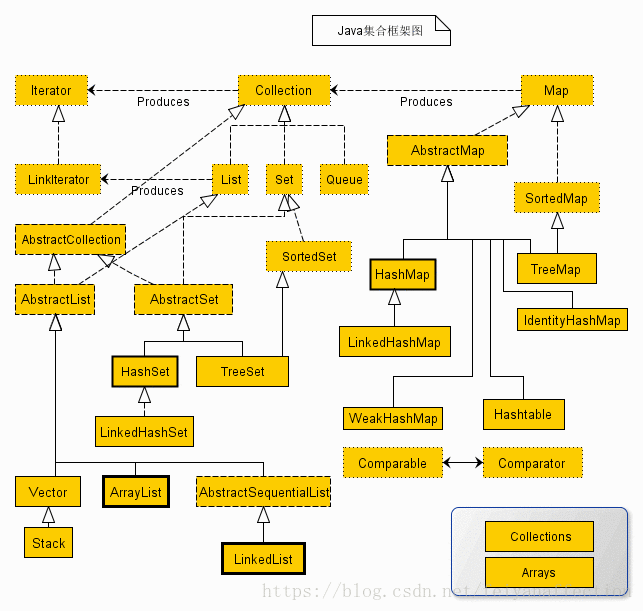 Java集合框架图
Iterator
Produces
Collection
Produces
Map
AbstractMap
LinkIterator
Produces
List
Set
Queue
SortedMap
AbstractCollection
SortedSet
HashMap
TreeMap
AbstractList
AbstractSet
IdentityHashMap
LinkedHashMap
HashSet
TreeSet
WeakHashMap
Hashtable
LinkedHashSet
Comparable
Comparator
Vector
ArrayList
AbstractSequentialList
Stack
LinkedList
Collections
Arrays
https://blog.csdn.net/